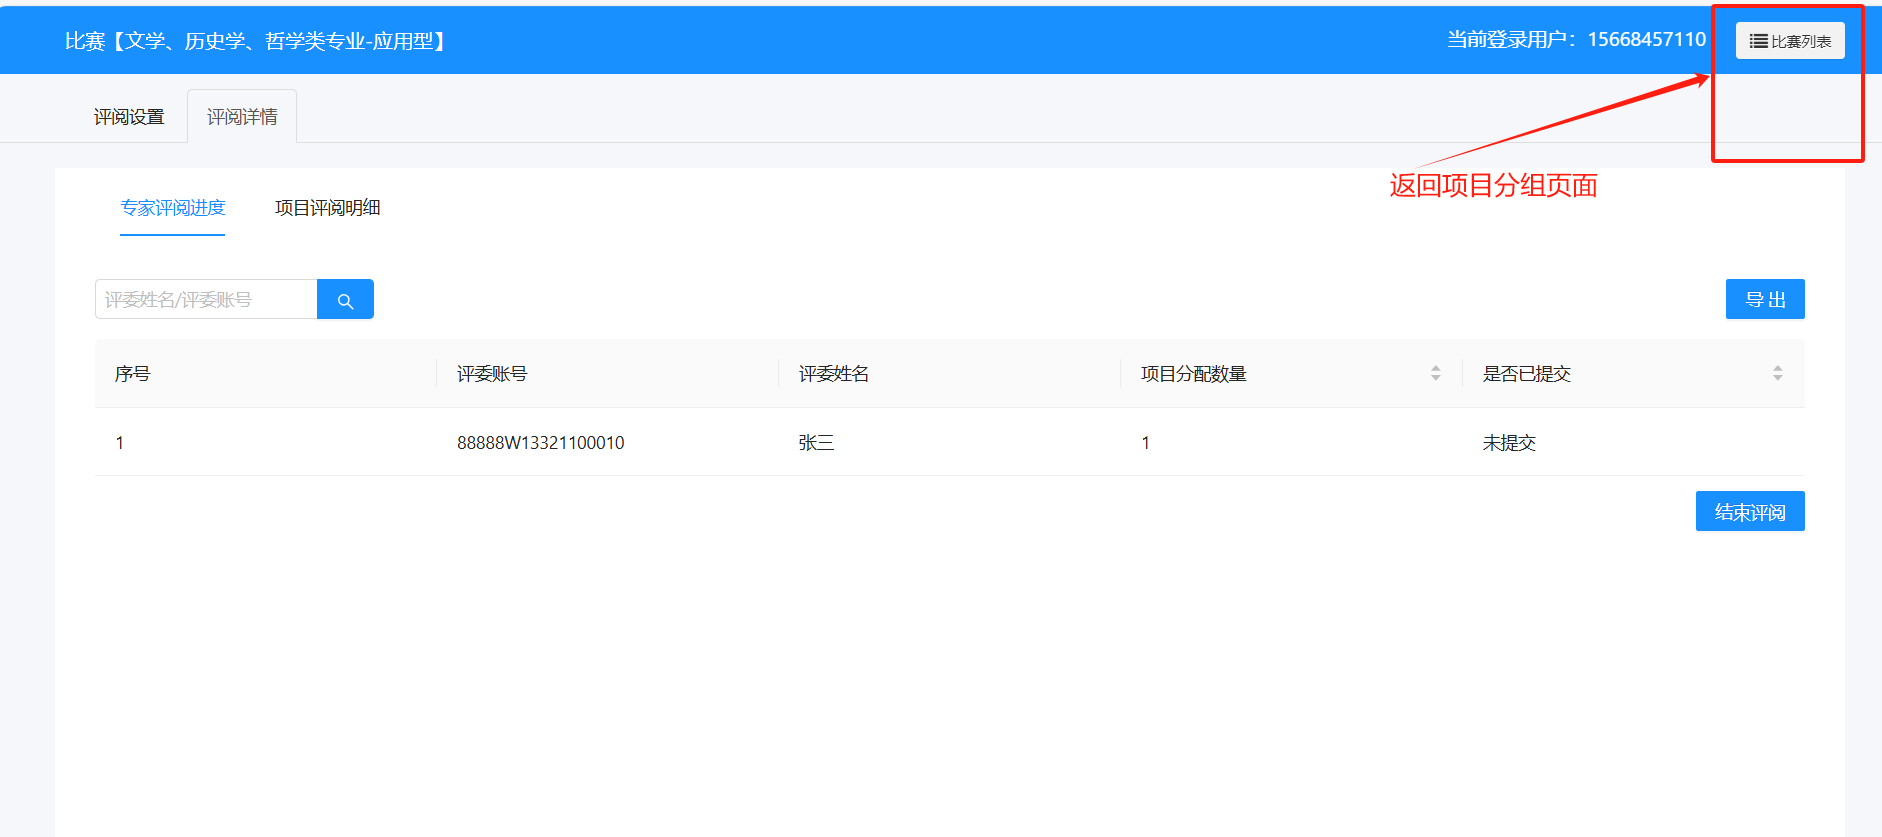 比赛【文学、历史学、哲学类专业-应用型】
当前登录用户：15668457110
比赛列表
评阅设置
评阅详情
返回项目分组页面
专家评阅进度
项目评阅明细
评委姓名/评委账号
导出
序号 评委账号 评委姓名 项目分配数量 是否已提交
1 88888W13321100010 张三 1 未提交
结束评阅